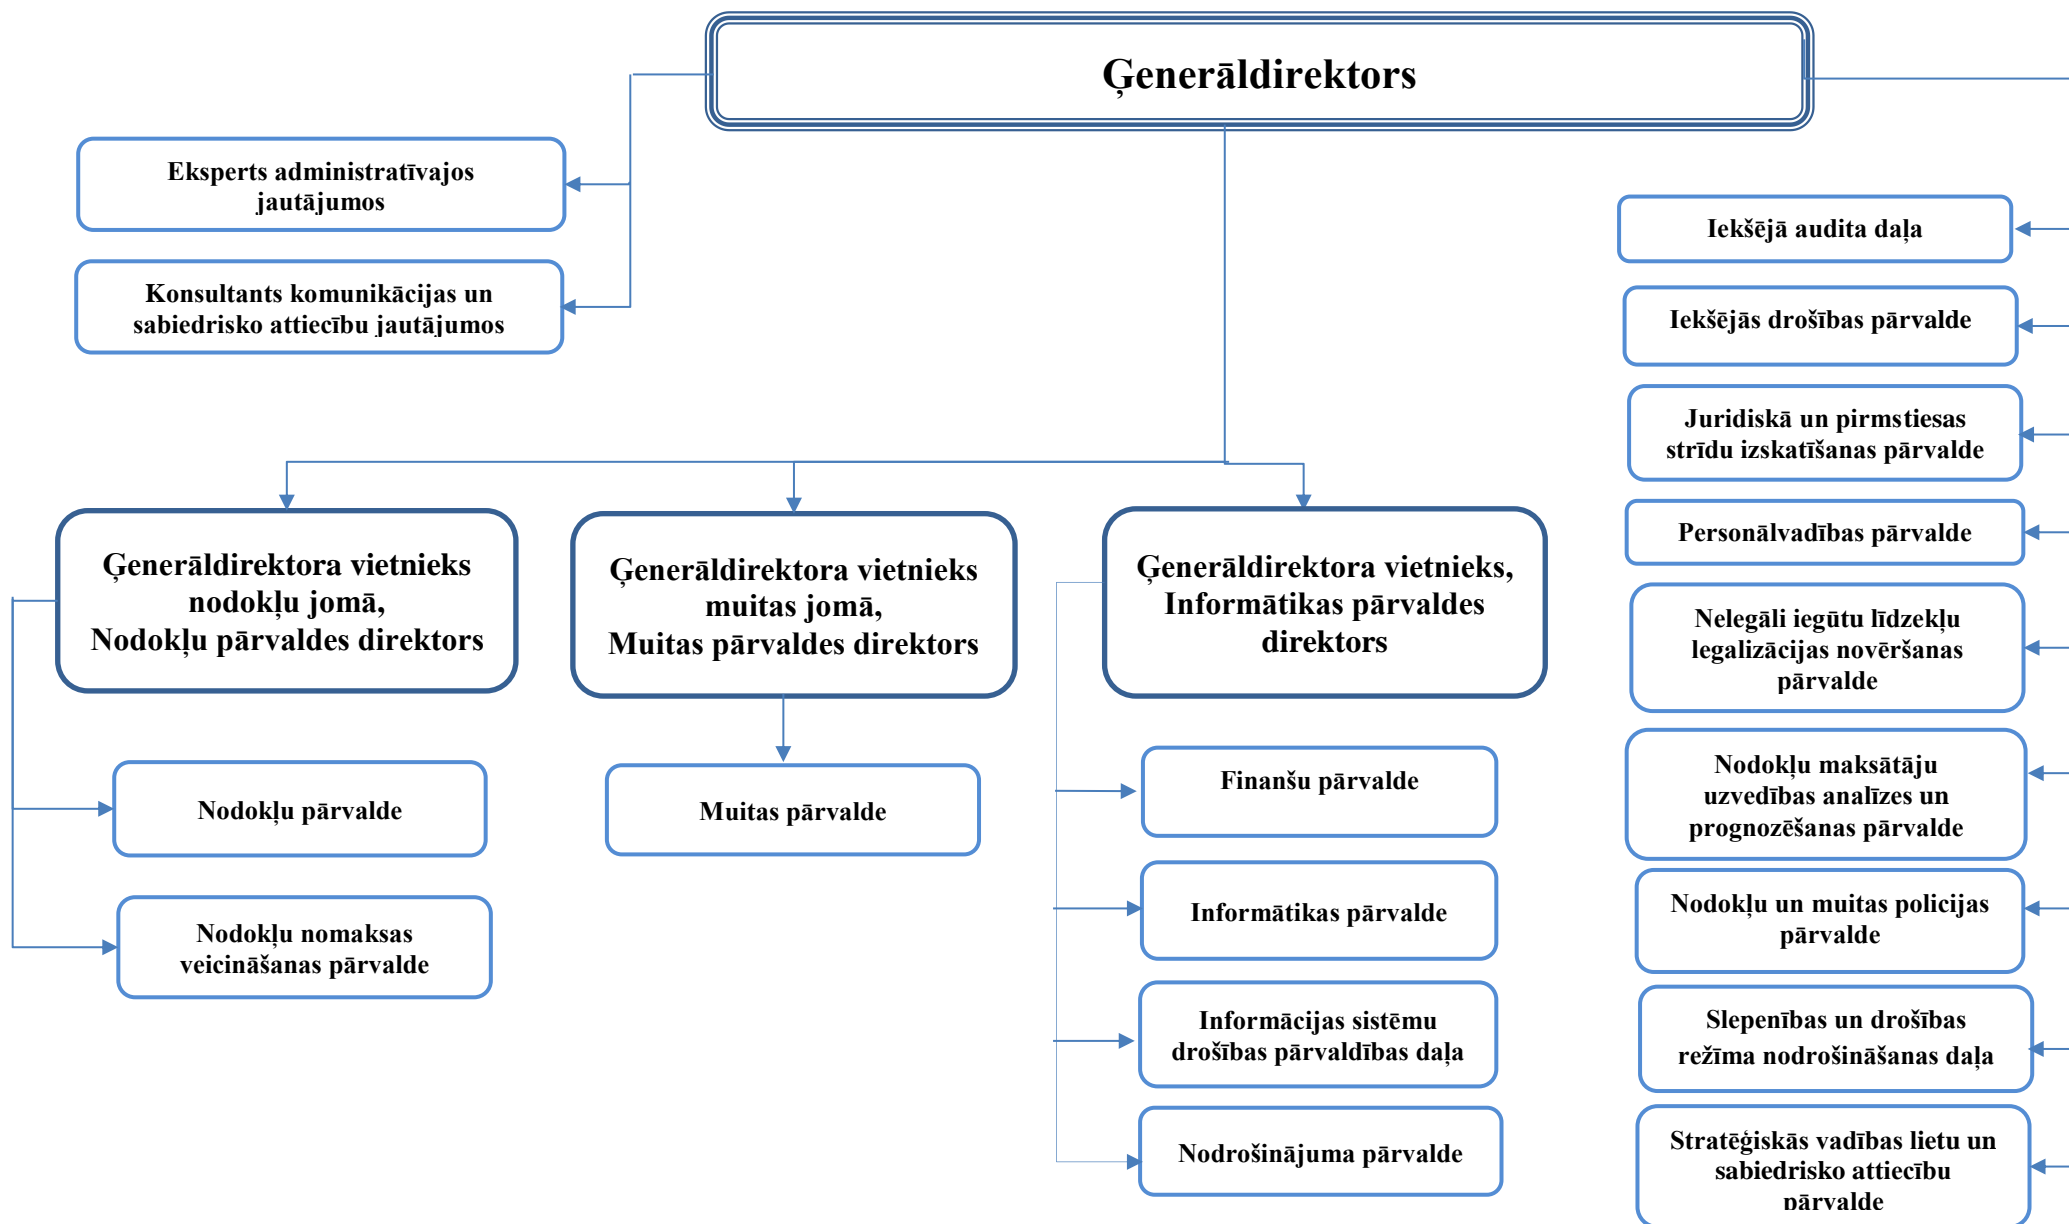 Ģenerāldirektors
Eksperts administratīvajos
jautājumos
Konsultants komunikācijas un
sabiedrisko attiecību jautājumos
Ģenerāldirektora vietnieks
nodokļu jomā,
Nodokļu pārvaldes direktors
Nodokļu pārvalde
Nodokļu nomaksas
veicināšanas pārvalde
Ģenerāldirektora vietnieks
muitas jomā,
Muitas pārvaldes direktors
Muitas pārvalde
Ģenerāldirektora vietnieks,
Informātikas pārvaldes
direktors
Finanšu pārvalde
Informātikas pārvalde
Informācijas sistēmu
drošības pārvaldības daļa
Nodrošinājuma pārvalde
Iekšējā audita daļa
Iekšējās drošības pārvalde
Juridiskā un pirmstiesas
strīdu izskatīšanas pārvalde
Personālvadības pārvalde
Nelegāli iegūtu līdzekļu
legalizācijas novēršanas
pārvalde
Nodokļu maksātāju
uzvedības analīzes un
prognozēšanas pārvalde
Nodokļu un muitas policijas
pārvalde
Slepenības un drošības
režīma nodrošināšanas daļa
Stratēģiskās vadības lietu un
sabiedrisko attiecību
pārvalde